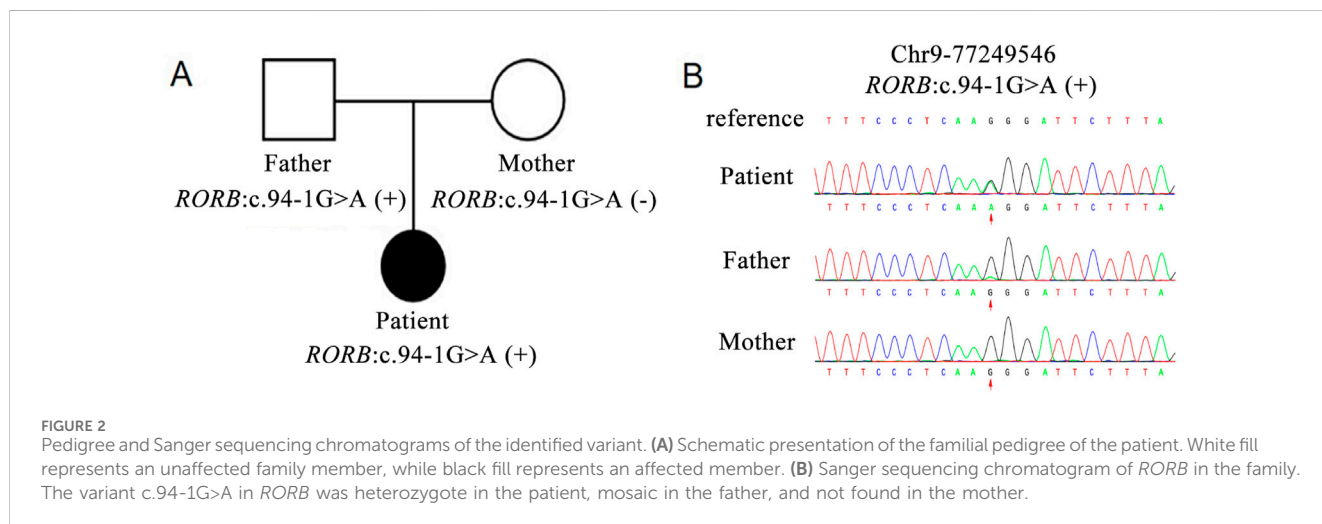 A
Father
RORB:c.94-1G>A (+)
Mother
RORB:c.94-1G>A (-)
Patient
RORB:c.94-1G>A (+)
B
Chr9-77249546
RORB:c.94-1G>A (+)
reference T T T C C C T C A A G G G A T T C T T T A
Patient
T T T C C C T C A A A G G A T T C T T T A
Father
T T T C C C T C A A G G G A T T C T T T A
Mother
T T T C C C T C A A G G G A T T C T T T A
FIGURE 2
Pedigree and Sanger sequencing chromatograms of the identified variant. (A) Schematic presentation of the familial pedigree of the patient. White fill
represents an unaffected family member, while black fill represents an affected member. (B) Sanger sequencing chromatogram of RORB in the family.
The variant c.94-1G>A in RORB was heterozygote in the patient, mosaic in the father, and not found in the mother.